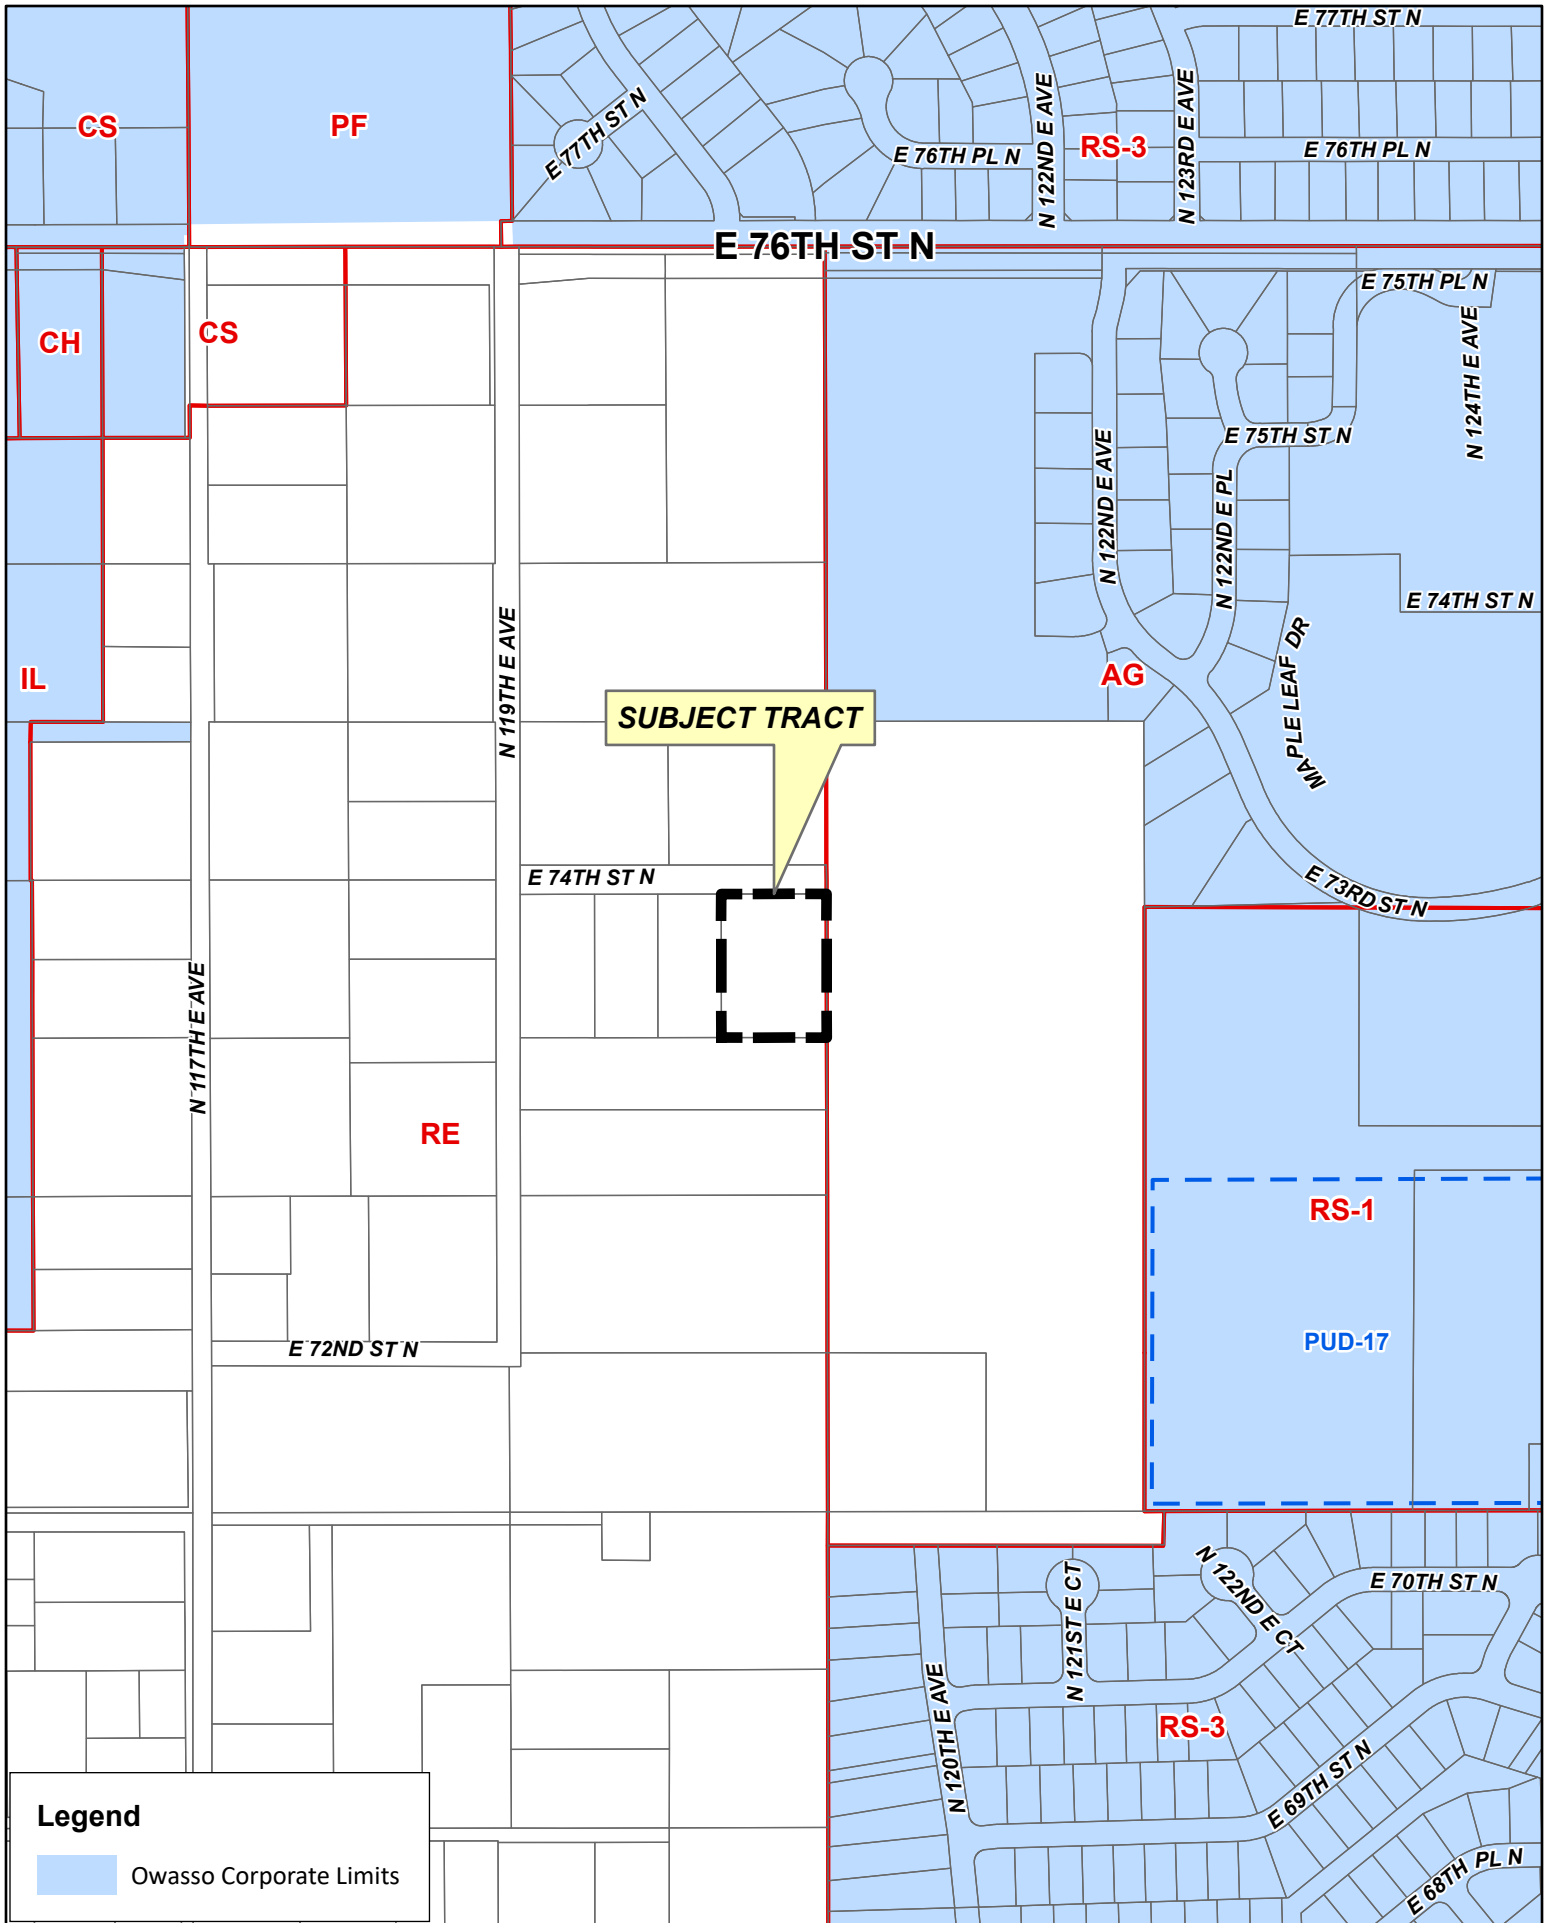 E 77TH ST N
CS
PF
E 77TH ST N
E 76TH PL N
N 122ND E AVE
RS-3
N 123RD E AVE
E 76TH PL N
E 76TH ST N
E 75TH PL N
CH
CS
N 124TH E AVE
E 75TH ST N
N 122ND E AVE
N 122ND E PL
E 74TH ST N
N 119TH E AVE
IL
AG
MAPLE LEAF DR
SUBJECT TRACT
E 74TH ST N
E 73RD ST N
N 117TH E AVE
RE
RS-1
PUD-17
E 72ND ST N
N 122ND E CT
E 70TH ST N
N 121ST E CT
N 120TH E AVE
RS-3
E 69TH ST N
E 68TH PL N
Legend
Owasso Corporate Limits